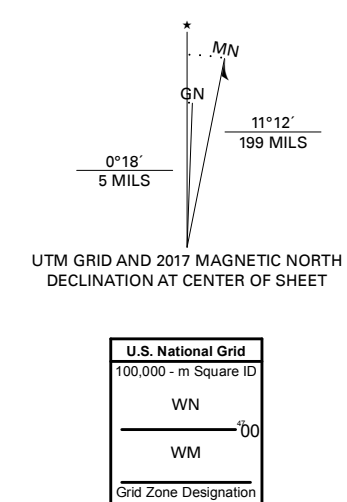 ★
MN
GN
11°12´
199 MILS
0°18´
5 MILS
UTM GRID AND 2017 MAGNETIC NORTH
DECLINATION AT CENTER OF SHEET
U.S. National Grid
100,000 - m Square ID
WN
4700
WM
Grid Zone Designation